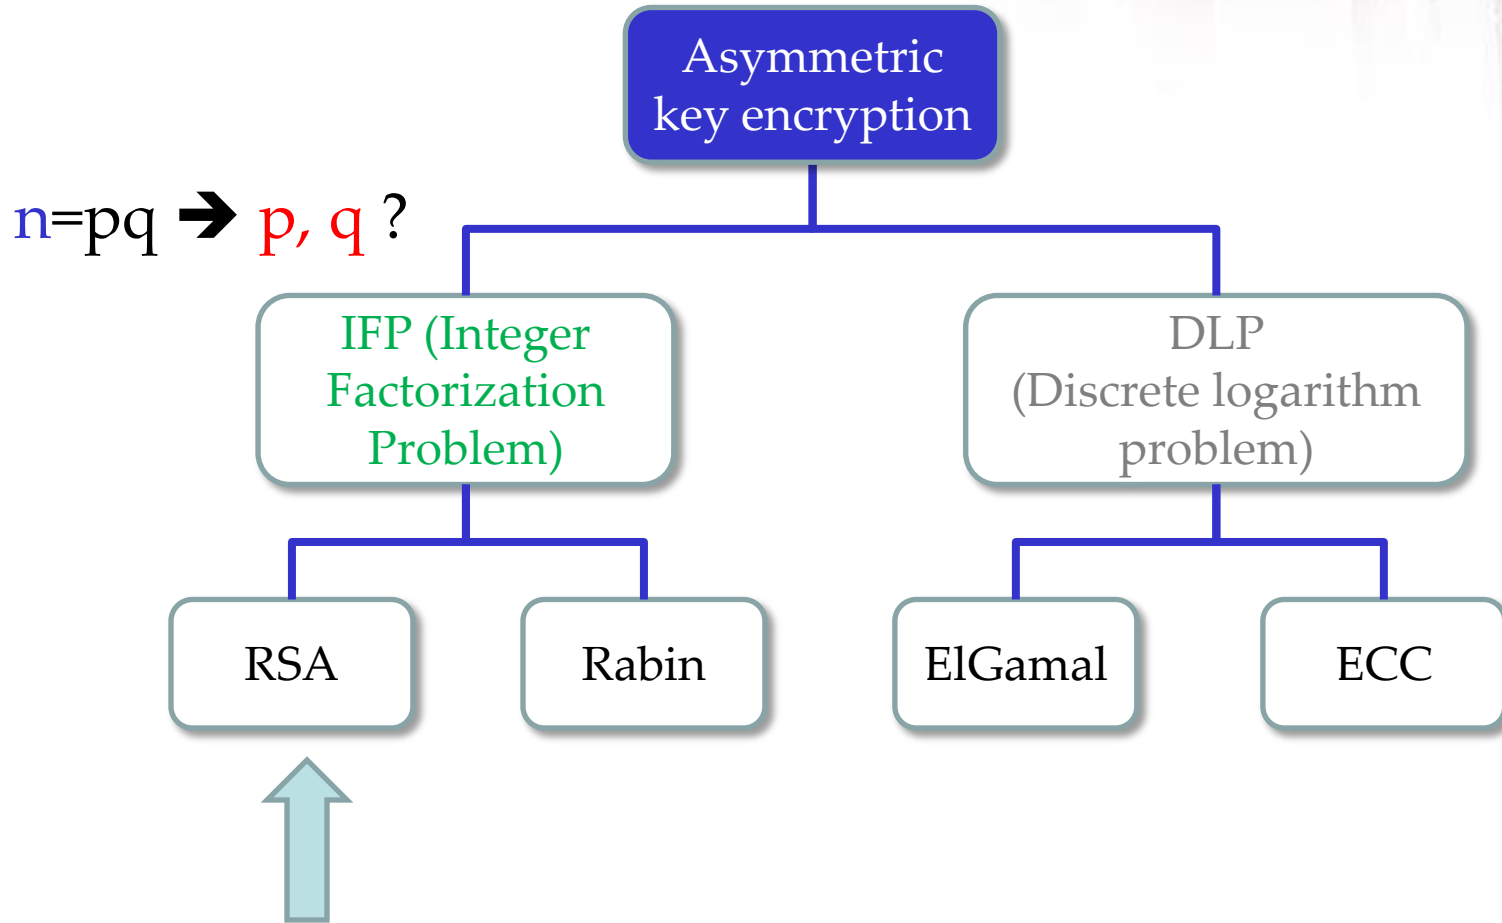 Asymmetric
key encryption
n=pq ➔ p, q ?
IFP (Integer
Factorization
Problem)
DLP
(Discrete logarithm
problem)
RSA
Rabin
ElGamal
ECC